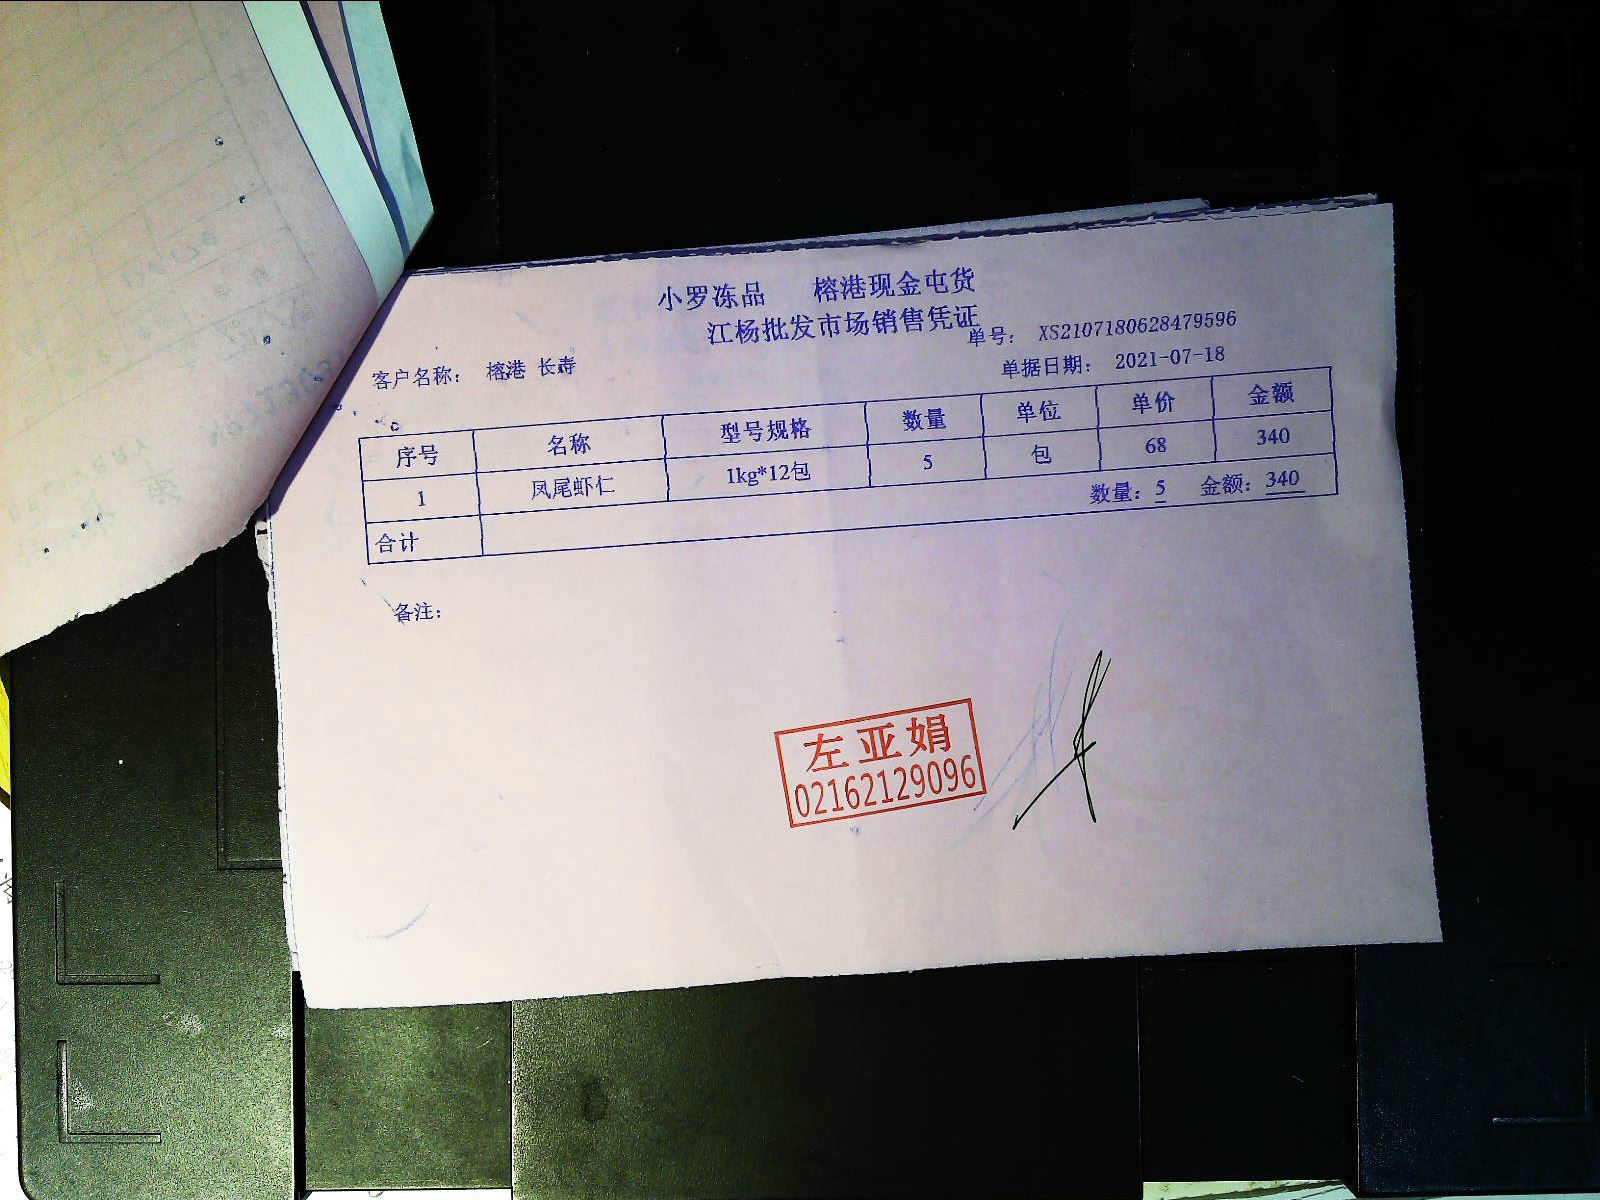 小罗冻品 榕港现金屯货
江杨批发市场销售凭证
单号： XS2107180628479596
客户名称： 榕港 长寿
单据日期： 2021-07-18
序号 名称 型号规格 数量 单位 单价 金额
1 凤尾虾仁 1kg*12包 5 包 68 340
合计 数量：5 金额：340
备注：
左亚娟
02162129096